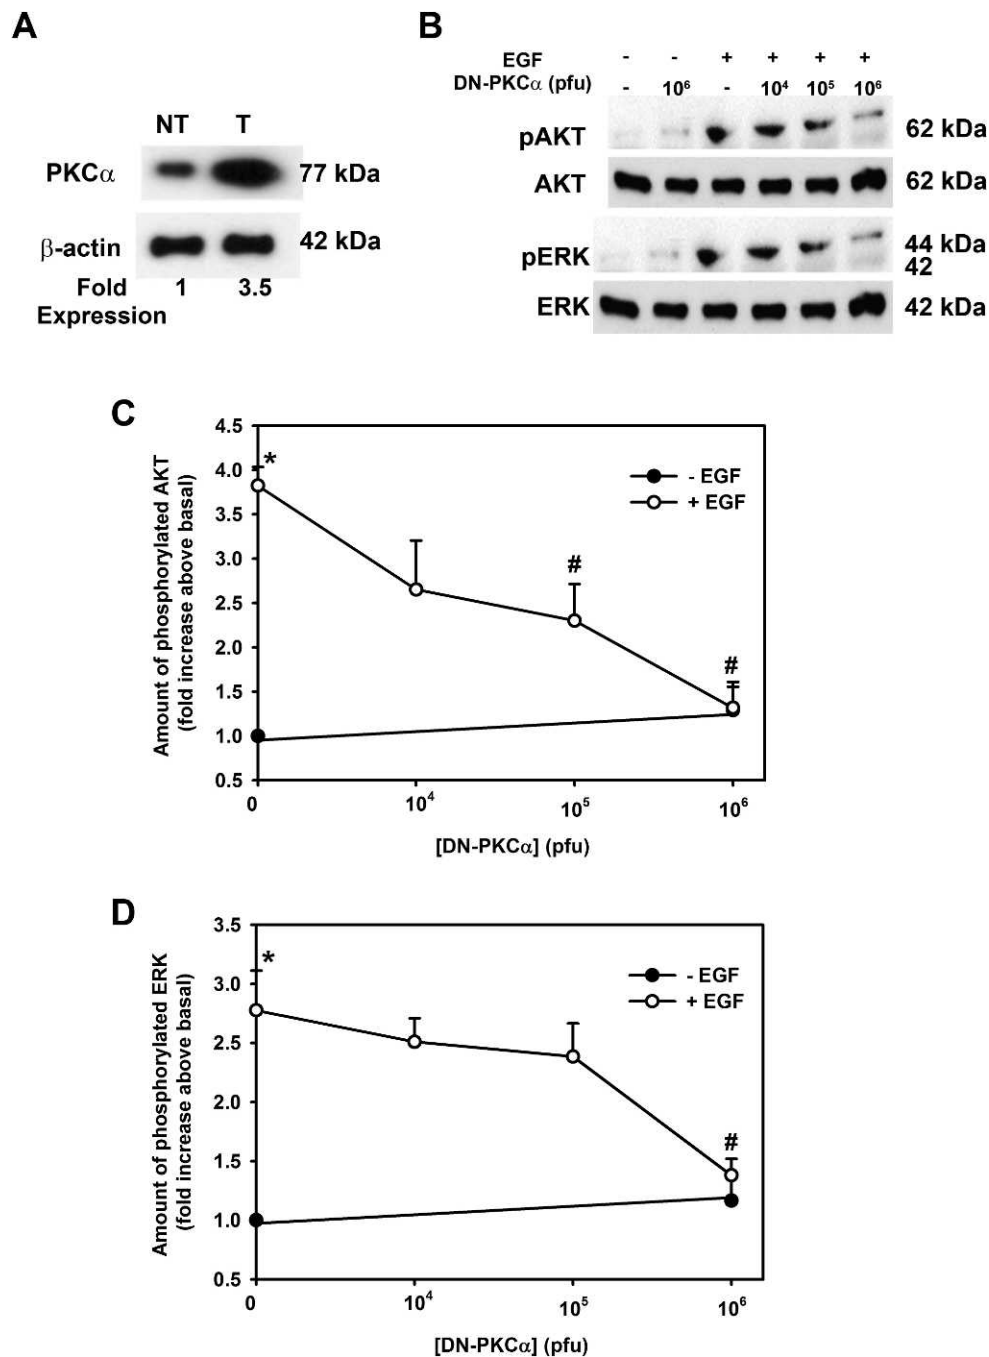 A
NT T
PKCα 77 kDa
β-actin 42 kDa
Fold 1 3.5
Expression
B
EGF - - + + + +
DN-PKCα (pfu) - 10⁶ - 10⁴ 10⁵ 10⁶
pAKT 62 kDa
AKT 62 kDa
pERK 44 kDa
42
ERK 42 kDa
C
Amount of phosphorylated AKT
(fold increase above basal)
4.5
4.0
3.5
3.0
2.5
2.0
1.5
1.0
0.5
*
#
#
- EGF
+ EGF
0 10⁴ 10⁵ 10⁶
[DN-PKCα] (pfu)
D
Amount of phosphorylated ERK
(fold increase above basal)
3.5
3.0
2.5
2.0
1.5
1.0
0.5
*
#
- EGF
+ EGF
0 10⁴ 10⁵ 10⁶
[DN-PKCα] (pfu)